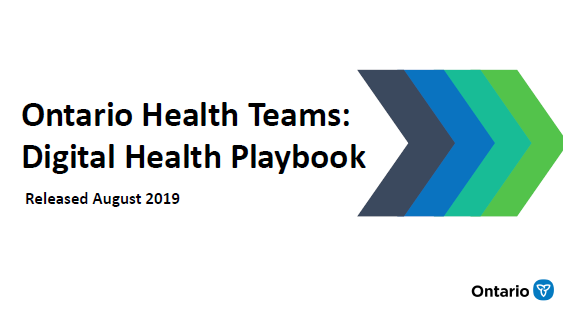 Ontario Health Teams:
Digital Health Playbook
Released August 2019
Ontario